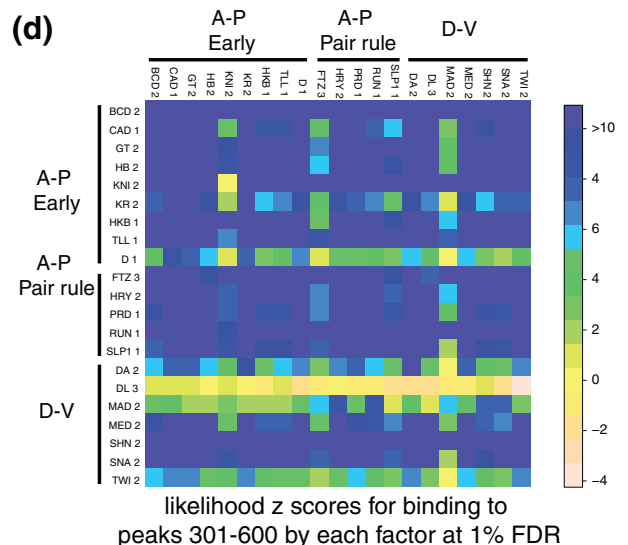 (d)
A-P
Early
A-P
Pair rule
D-V
BCD 2
CAD 1
GT 2
HB 2
KNI 2
KR 2
HKB 1
TLL 1
D 1
FTZ 3
HRY 2
PRD 1
RUN 1
SLP1 1
DA 2
DL 3
MAD 2
MED 2
SHN 2
SNA 2
TWI 2
A-P
Early
A-P
Pair rule
D-V
BCD 2
CAD 1
GT 2
HB 2
KNI 2
KR 2
HKB 1
TLL 1
D 1
FTZ 3
HRY 2
PRD 1
RUN 1
SLP1 1
DA 2
DL 3
MAD 2
MED 2
SHN 2
SNA 2
TWI 2
>10
4
6
4
2
0
−2
−4
likelihood z scores for binding to
peaks 301-600 by each factor at 1% FDR